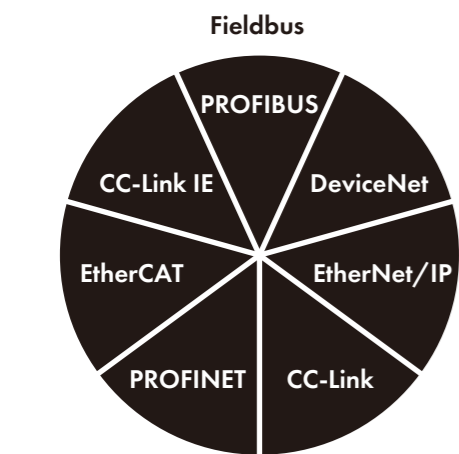 Fieldbus
PROFIBUS
CC-Link IE
DeviceNet
EtherCAT
EtherNet/IP
PROFINET
CC-Link